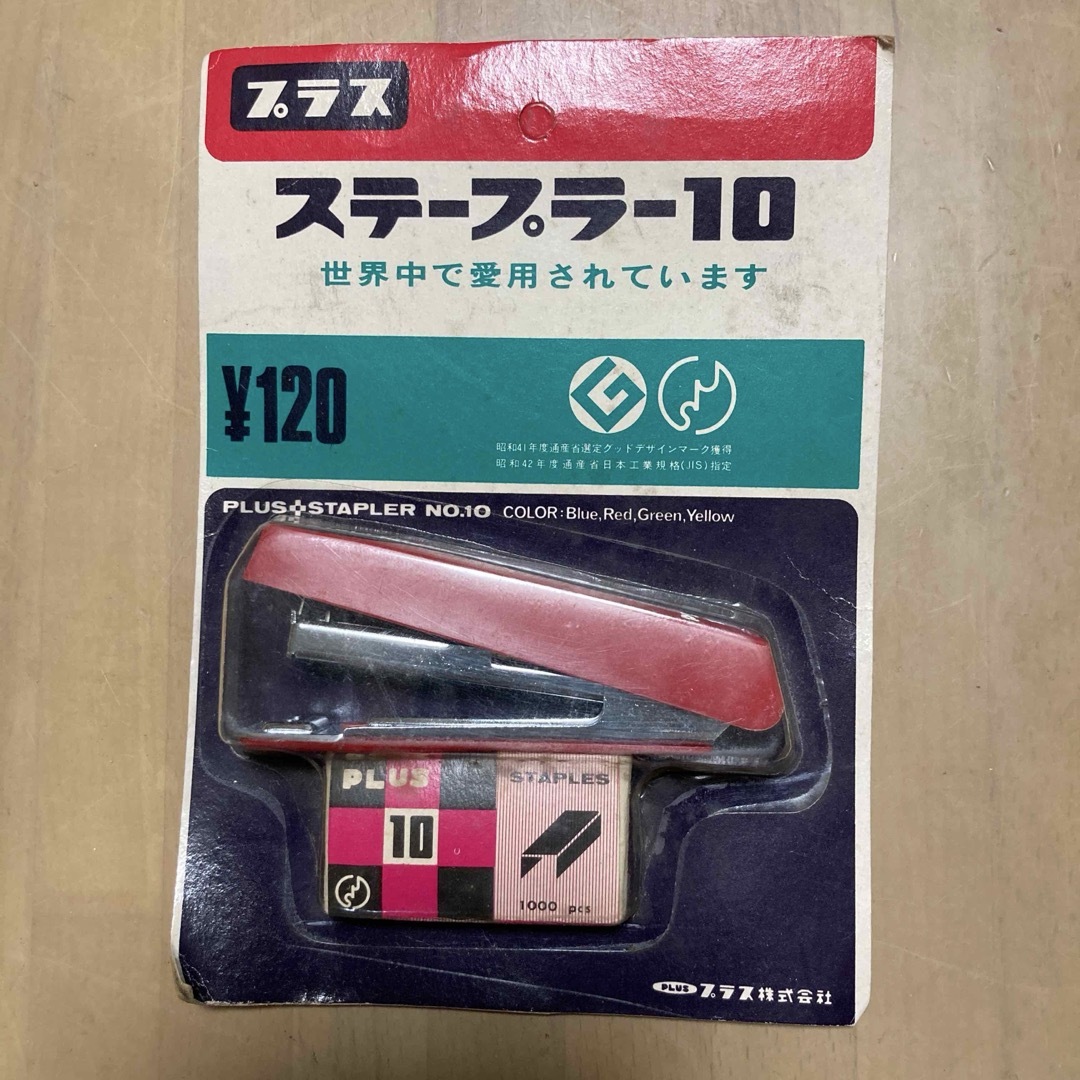 プラス
ステープラー10
世界中で愛用されています
¥120
昭和41年度通産省選定グッドデザインマーク獲得
昭和42年度通産省日本工業規格(JIS)指定
PLUS STAPLER NO.10 COLOR:Blue,Red,Green,Yellow
PLUS
STAPLES
10
1000 pcs
PLUS プラス株式会社